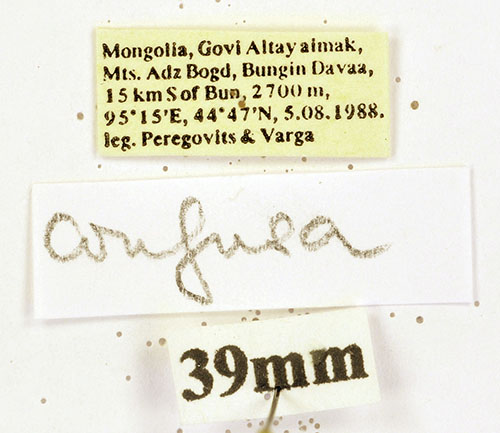 Mongolia, Govi Altay aimak,
Mts. Adz Bogd, Bungin Davaa,
15 km S of Bun, 2700 m,
95°15'E, 44°47'N, 5.08.1988.
leg. Peregovits & Varga
39mm